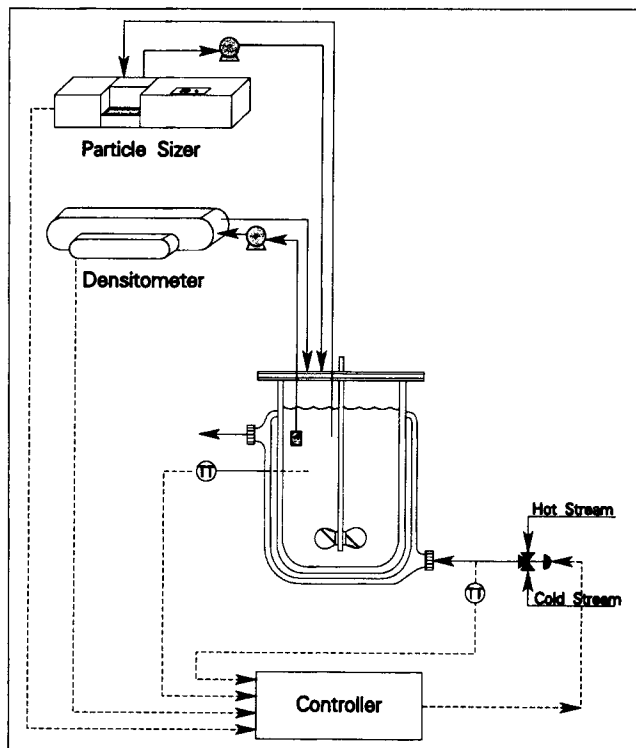 Particle Sizer
Densitometer
TT
Hot Stream
Cold Stream
TT
Controller